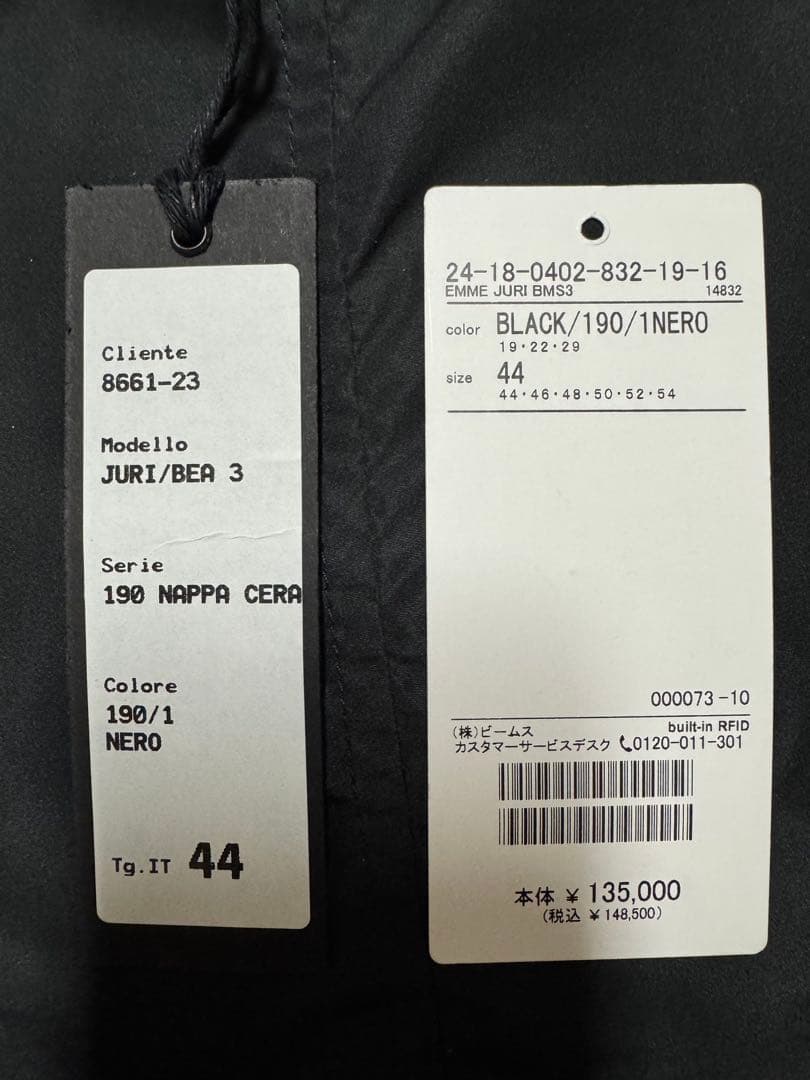 Cliente
8661-23
Modello
JURI/BEA 3
Serie
190 NAPPA CERA
Colore
190/1
NERO
Tg.IT 44
24-18-0402-832-19-16
EMME JURI BMS3 14832
color BLACK/190/1NERO
19・22・29
size 44
44・46・48・50・52・54
000073-10
(株)ビームス built-in RFID
カスタマーサービスデスク 0120-011-301
本体 ¥ 135,000
(税込 ¥ 148,500)